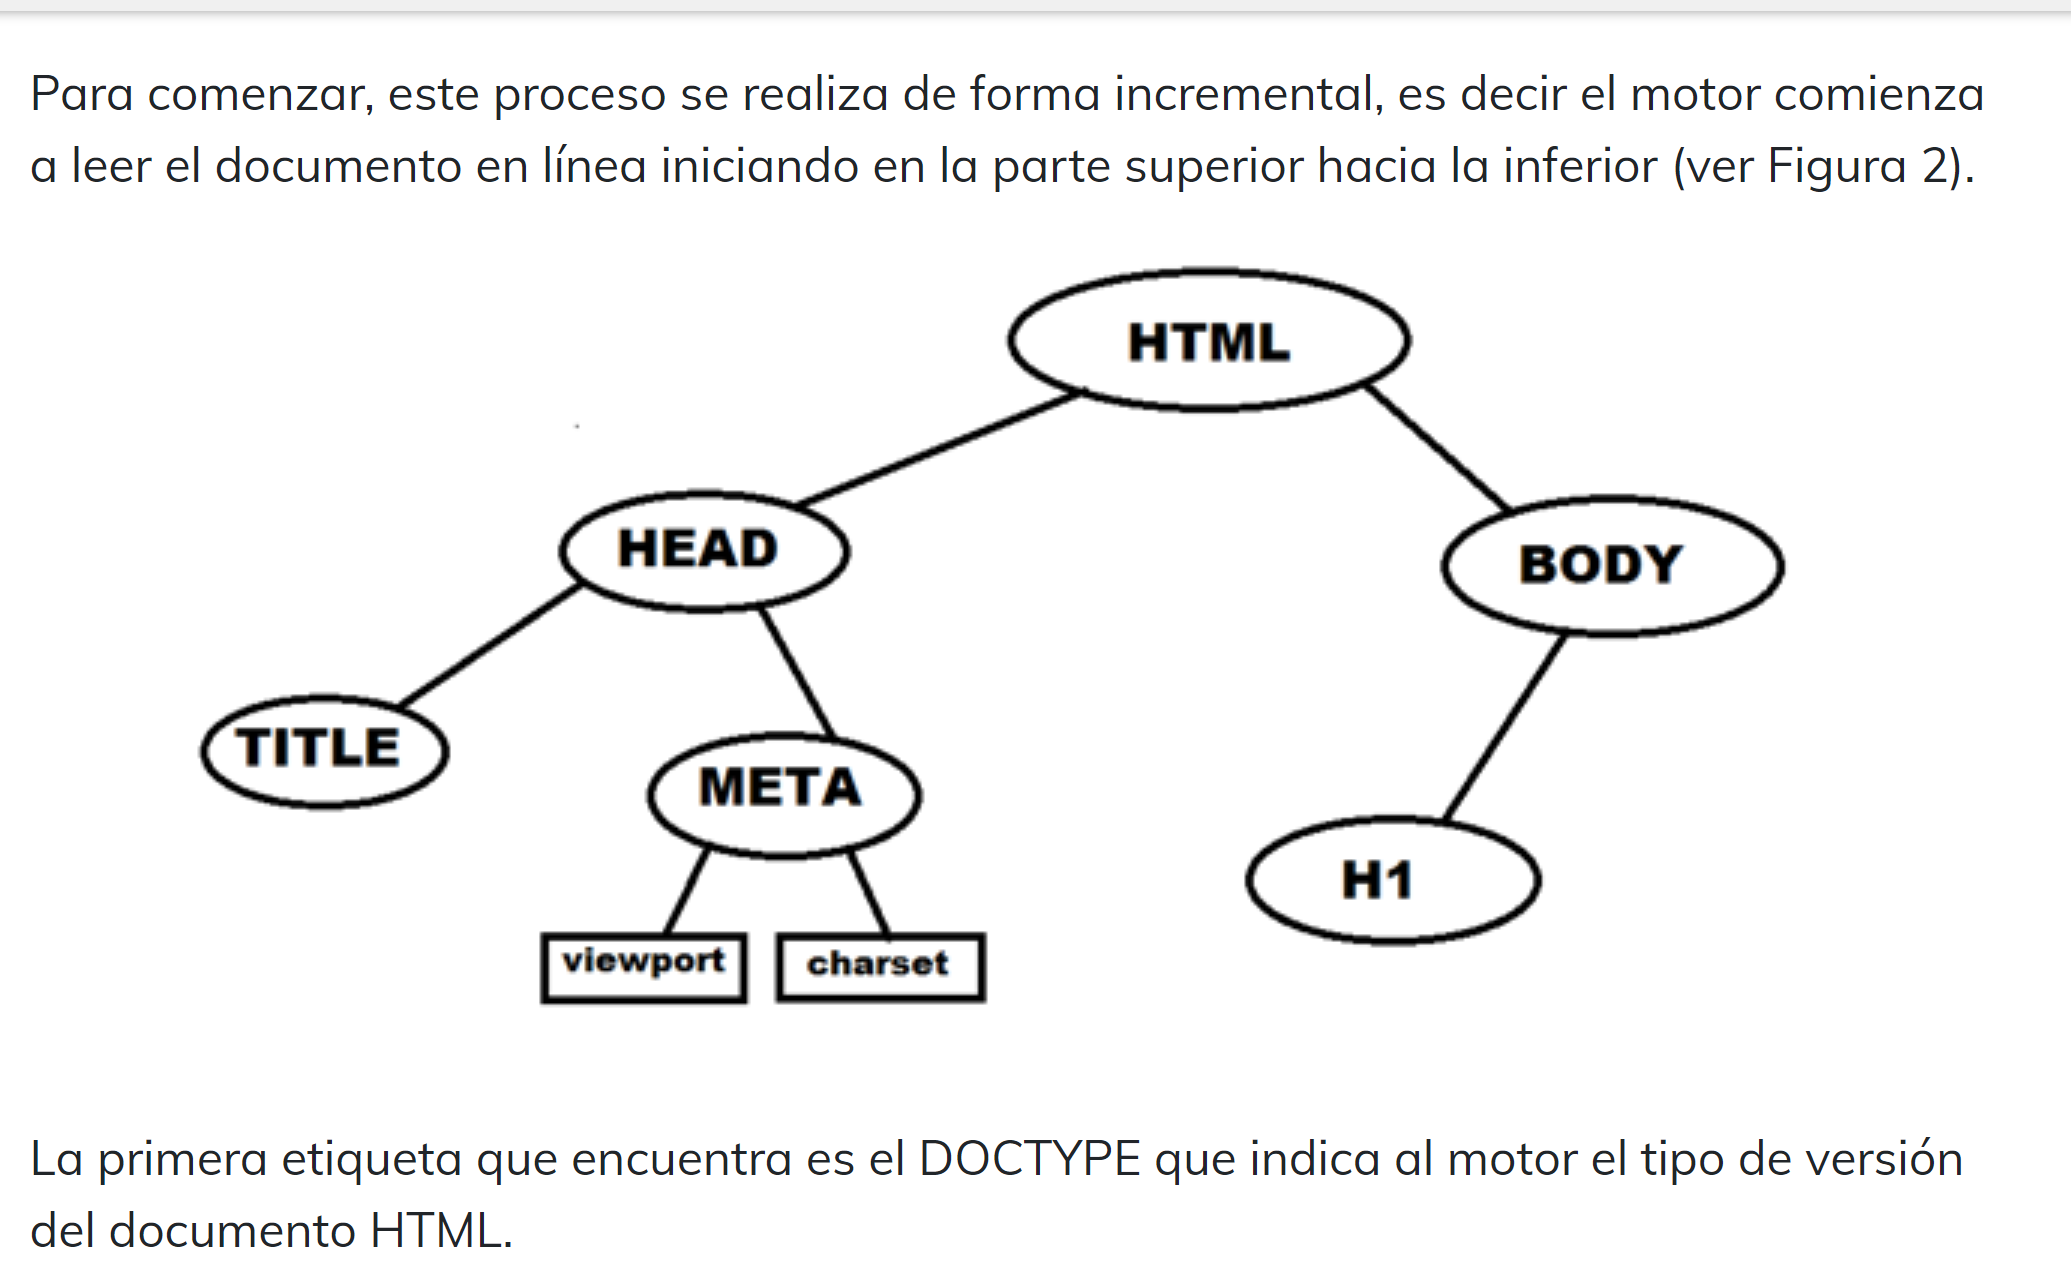 Para comenzar, este proceso se realiza de forma incremental, es decir el motor comienza
a leer el documento en línea iniciando en la parte superior hacia la inferior (ver Figura 2).
HTML
HEAD
BODY
TITLE
META
H1
viewport
charset
La primera etiqueta que encuentra es el DOCTYPE que indica al motor el tipo de versión
del documento HTML.